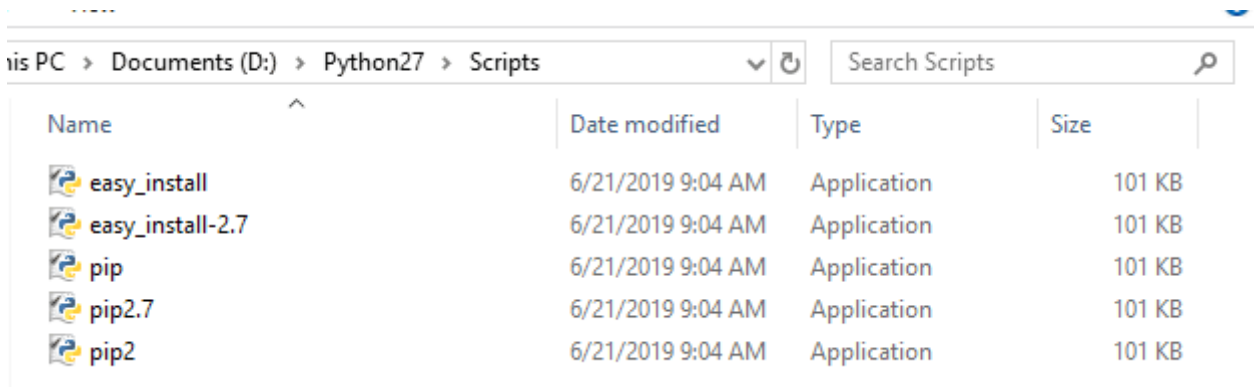 his PC > Documents (D:) > Python27 > Scripts
Search Scripts
Name Date modified Type Size
easy_install 6/21/2019 9:04 AM Application 101 KB
easy_install-2.7 6/21/2019 9:04 AM Application 101 KB
pip 6/21/2019 9:04 AM Application 101 KB
pip2.7 6/21/2019 9:04 AM Application 101 KB
pip2 6/21/2019 9:04 AM Application 101 KB